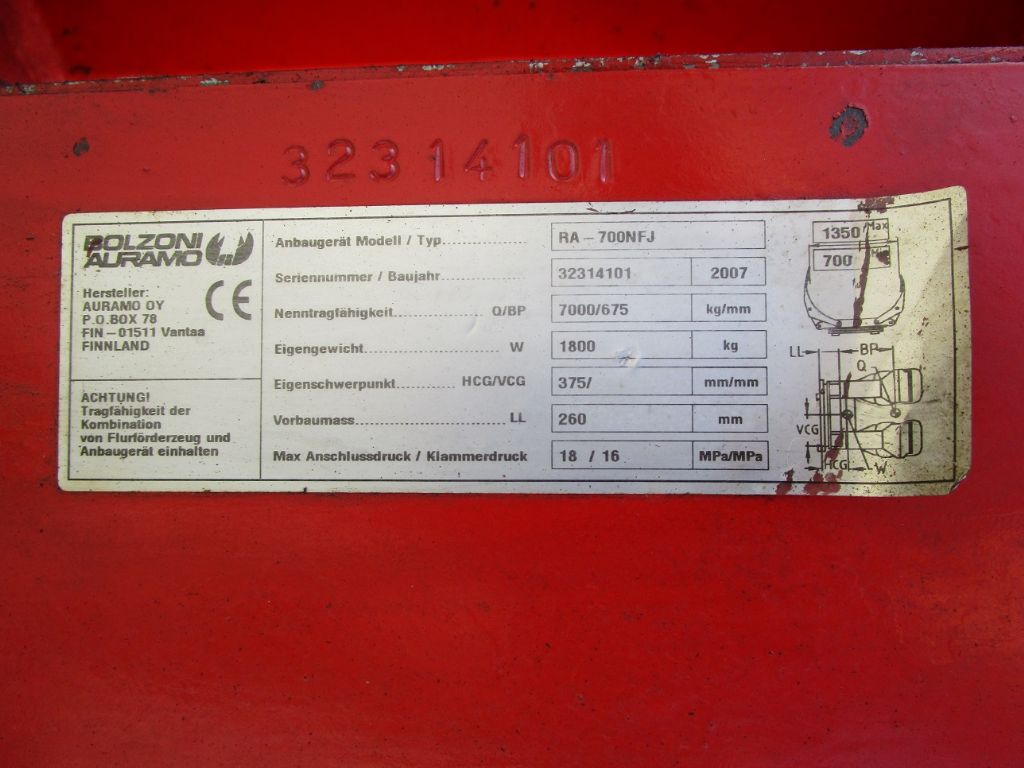 32314101
BOLZONI
AURAMO
CE
Hersteller:
AURAMO OY
P.O.BOX 78
FIN – 01511 Vantaa
FINNLAND
ACHTUNG!
Tragfähigkeit der
Kombination
von Flurförderzeug und
Anbaugerät einhalten
Anbaugerät Modell / Typ............... RA – 700NFJ
Seriennummer / Baujahr............... 32314101 2007
Nenntragfähigkeit............... Q/BP 7000/675 kg/mm
Eigengewicht............... W 1800 kg
Eigenschwerpunkt............... HCG/VCG 375/ mm/mm
Vorbaumass............... LL 260 mm
Max Anschlussdruck / Klammerdruck 18 / 16 MPa/MPa
1350 Max
700
LL BP
Q
VCG
HCG W